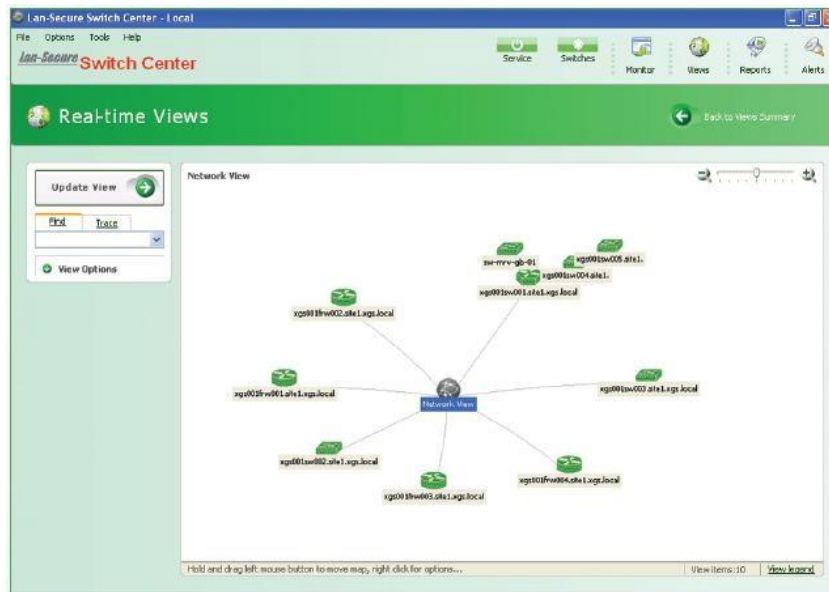 Lan-Secure Switch Center - Local
File Options Tools Help
Lan-Secure Switch Center
Service Switches Monitor Views Reports Alerts
Real-time Views
Back to Views Summary
Update View
Network View
Find Trace
View Options
sw-mrv-gb-01
xgs001sw005.site1.
xgs001sw004.site1.
xgs001sw001.site1.xgs.local
xgs001frw002.site1.xgs.local
xgs001frw001.site1.xgs.local
xgs001sw003.site1.xgs.local
Network View
xgs001sw002.site1.xgs.local
xgs001frw003.site1.xgs.local
xgs001frw004.site1.xgs.local
Hold and drag left mouse button to move map, right click for options...
View items:10
View legend